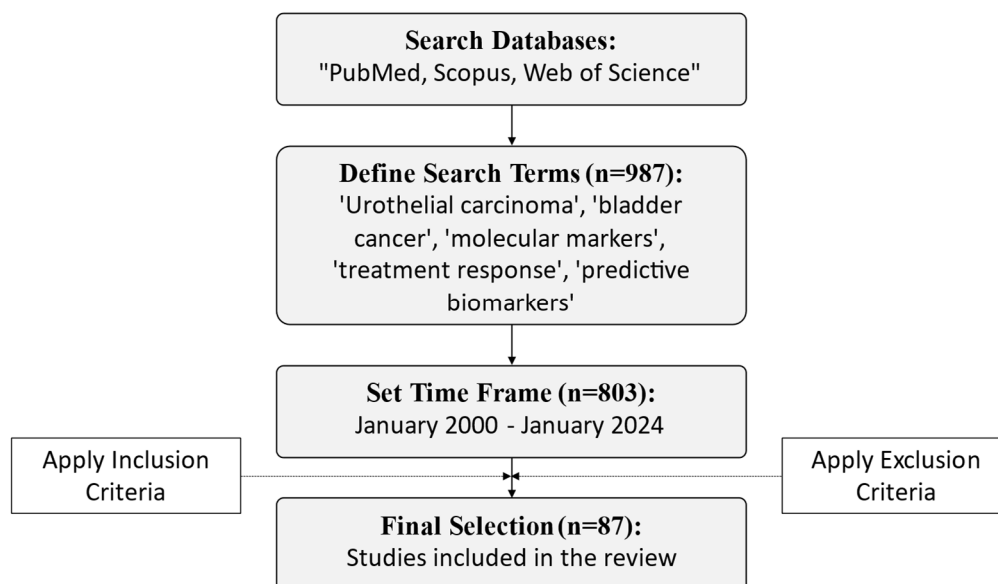 Search Databases:
"PubMed, Scopus, Web of Science"
Define Search Terms (n=987):
'Urothelial carcinoma', 'bladder
cancer', 'molecular markers',
'treatment response', 'predictive
biomarkers'
Set Time Frame (n=803):
January 2000 - January 2024
Apply Inclusion
Criteria
Apply Exclusion
Criteria
Final Selection (n=87):
Studies included in the review